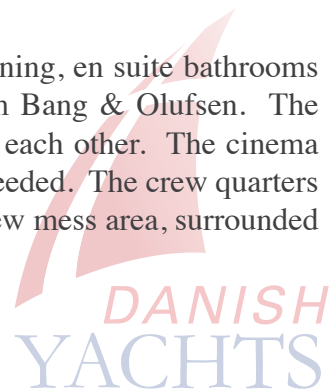 ning, en suite bathrooms
n Bang & Olufsen. The
each other. The cinema
eeded. The crew quarters
ew mess area, surrounded
DANISH
YACHTS